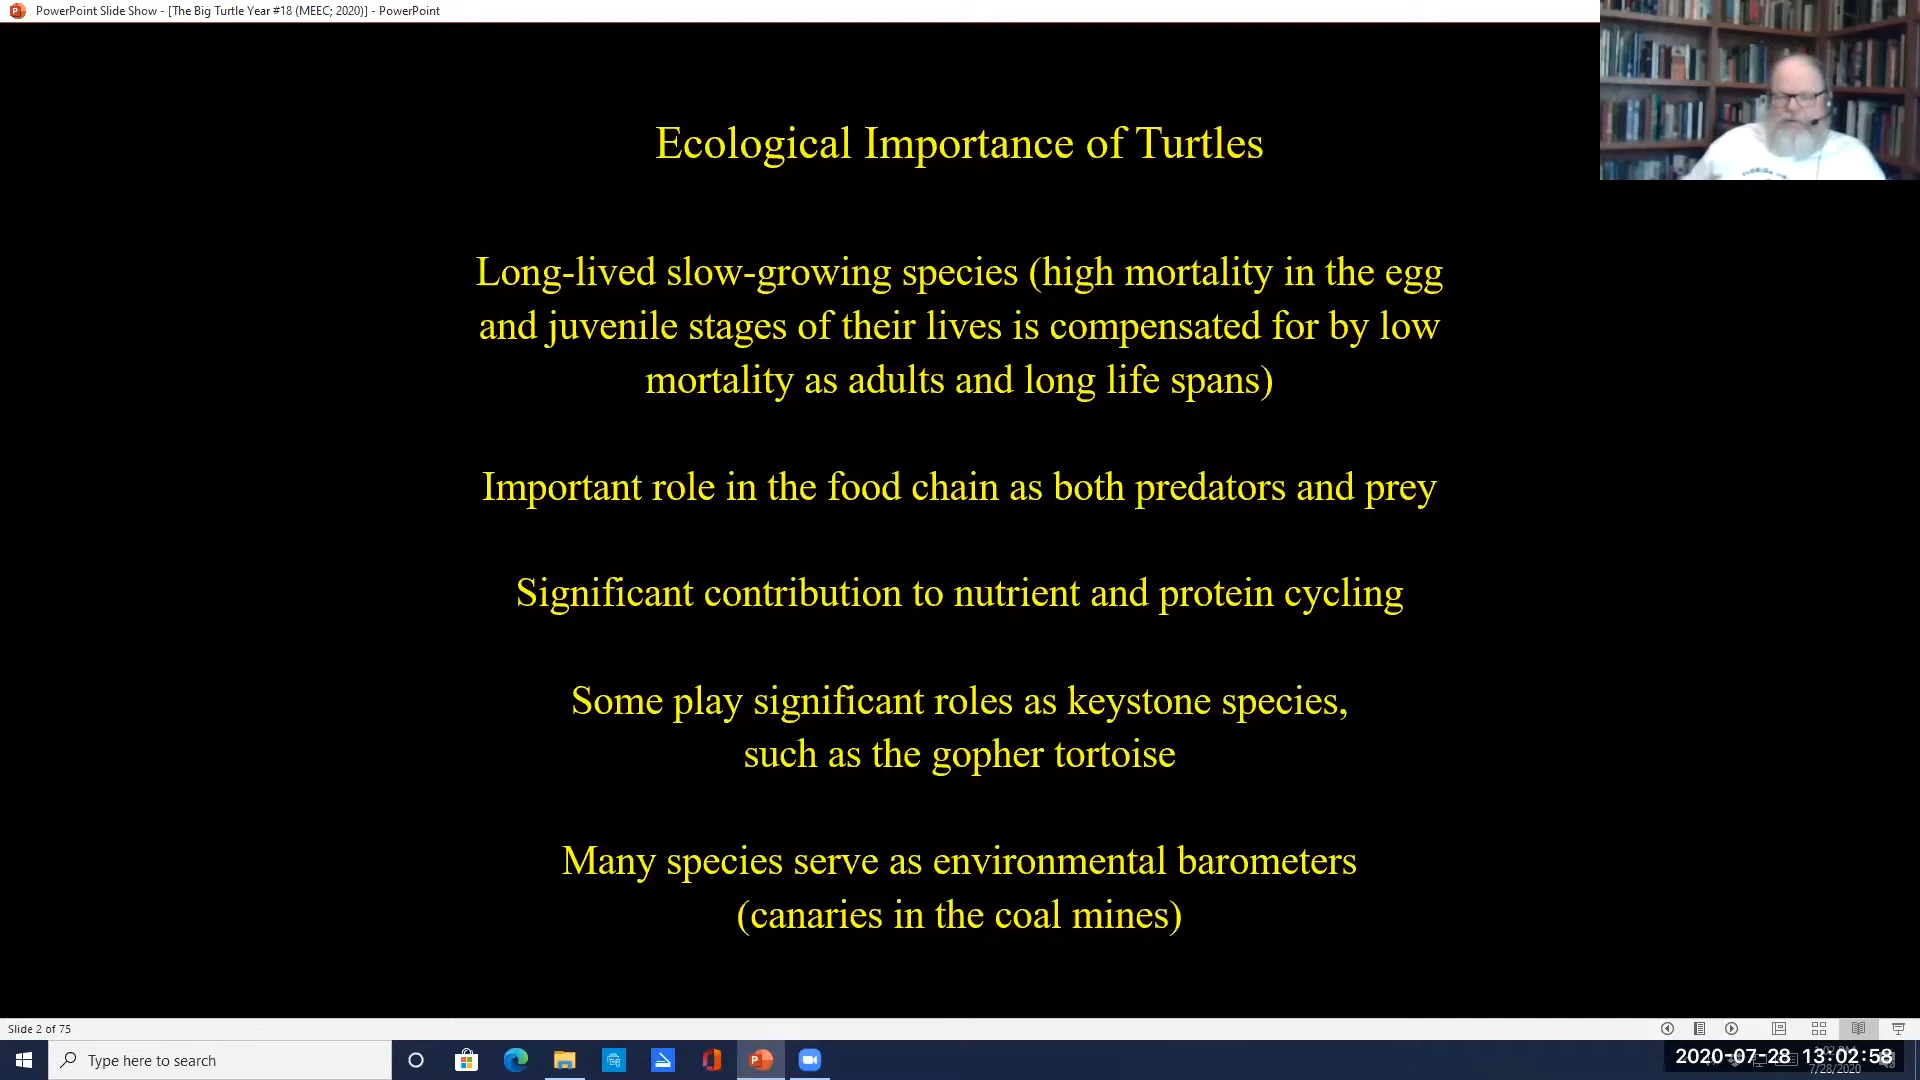 PowerPoint Slide Show - [The Big Turtle Year #18 (MEEC; 2020)] - PowerPoint
Ecological Importance of Turtles
Long-lived slow-growing species (high mortality in the egg
and juvenile stages of their lives is compensated for by low
mortality as adults and long life spans)
Important role in the food chain as both predators and prey
Significant contribution to nutrient and protein cycling
Some play significant roles as keystone species,
such as the gopher tortoise
Many species serve as environmental barometers
(canaries in the coal mines)
Slide 2 of 75
Type here to search
2020-07-28 13:02:58
7/28/2020